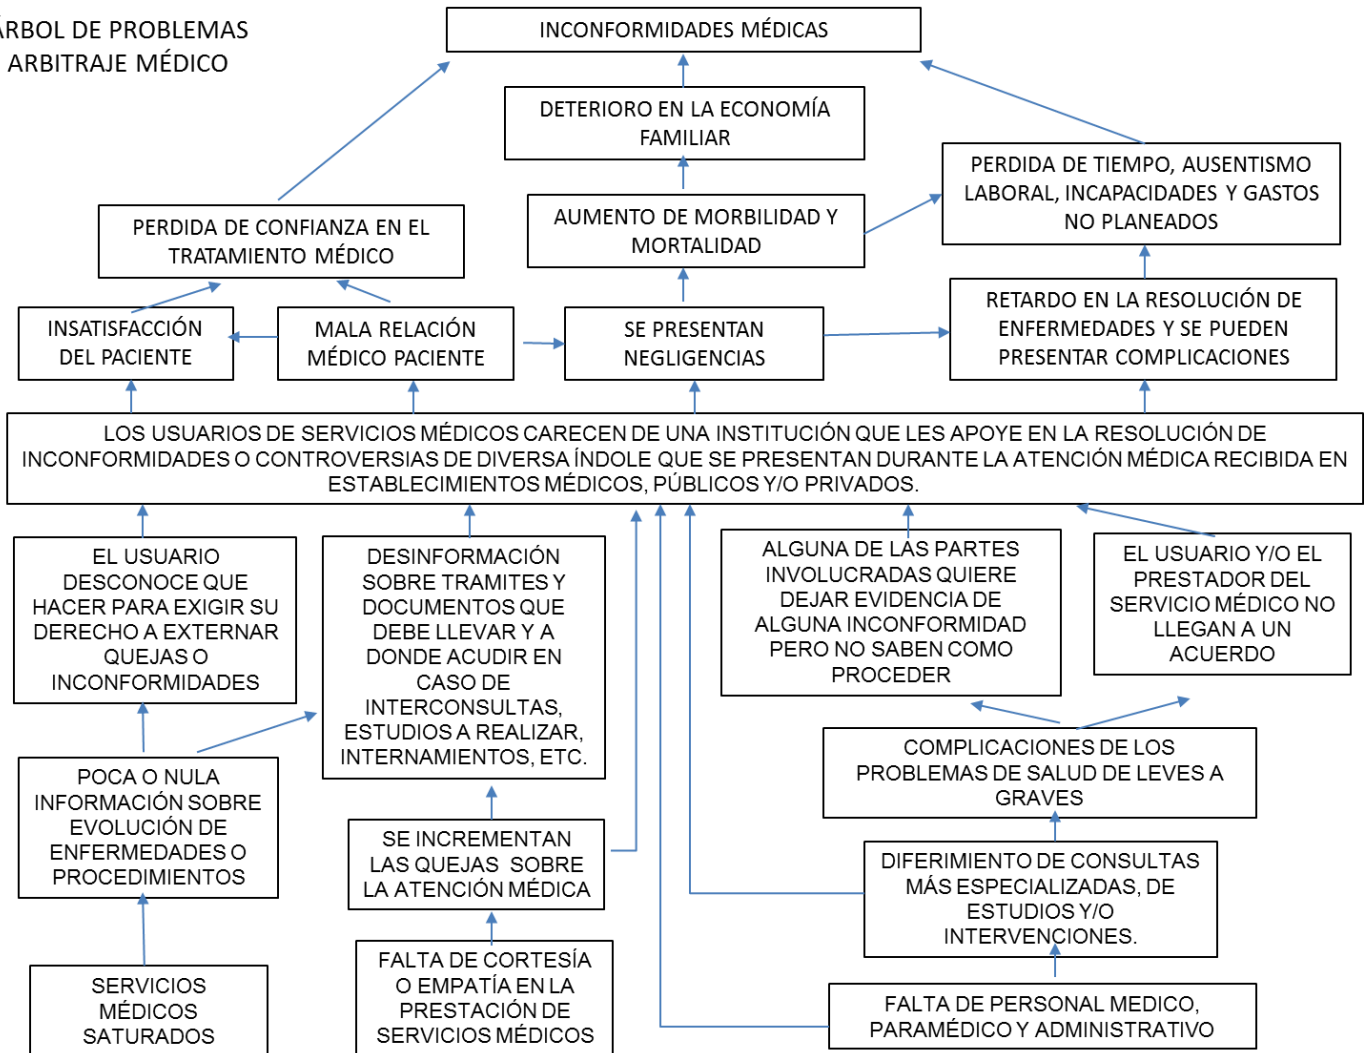 ÁRBOL DE PROBLEMAS
ARBITRAJE MÉDICO
INCONFORMIDADES MÉDICAS
DETERIORO EN LA ECONOMÍA
FAMILIAR
PERDIDA DE TIEMPO, AUSENTISMO
LABORAL, INCAPACIDADES Y GASTOS
NO PLANEADOS
PERDIDA DE CONFIANZA EN EL
TRATAMIENTO MÉDICO
AUMENTO DE MORBILIDAD Y
MORTALIDAD
INSATISFACCIÓN
DEL PACIENTE
MALA RELACIÓN
MÉDICO PACIENTE
SE PRESENTAN
NEGLIGENCIAS
RETARDO EN LA RESOLUCIÓN DE
ENFERMEDADES Y SE PUEDEN
PRESENTAR COMPLICACIONES
LOS USUARIOS DE SERVICIOS MÉDICOS CARECEN DE UNA INSTITUCIÓN QUE LES APOYE EN LA RESOLUCIÓN DE
INCONFORMIDADES O CONTROVERSIAS DE DIVERSA ÍNDOLE QUE SE PRESENTAN DURANTE LA ATENCIÓN MÉDICA RECIBIDA EN
ESTABLECIMIENTOS MÉDICOS, PÚBLICOS Y/O PRIVADOS.
EL USUARIO
DESCONOCE QUE
HACER PARA EXIGIR SU
DERECHO A EXTERNAR
QUEJAS O
INCONFORMIDADES
DESINFORMACIÓN
SOBRE TRAMITES Y
DOCUMENTOS QUE
DEBE LLEVAR Y A
DONDE ACUDIR EN
CASO DE
INTERCONSULTAS,
ESTUDIOS A REALIZAR,
INTERNAMIENTOS, ETC.
ALGUNA DE LAS PARTES
INVOLUCRADAS QUIERE
DEJAR EVIDENCIA DE
ALGUNA INCONFORMIDAD
PERO NO SABEN COMO
PROCEDER
EL USUARIO Y/O EL
PRESTADOR DEL
SERVICIO MÉDICO NO
LLEGAN A UN
ACUERDO
POCA O NULA
INFORMACIÓN SOBRE
EVOLUCIÓN DE
ENFERMEDADES O
PROCEDIMIENTOS
SE INCREMENTAN
LAS QUEJAS SOBRE
LA ATENCIÓN MÉDICA
COMPLICACIONES DE LOS
PROBLEMAS DE SALUD DE LEVES A
GRAVES
DIFERIMIENTO DE CONSULTAS
MÁS ESPECIALIZADAS, DE
ESTUDIOS Y/O
INTERVENCIONES.
SERVICIOS
MÉDICOS
SATURADOS
FALTA DE CORTESÍA
O EMPATÍA EN LA
PRESTACIÓN DE
SERVICIOS MÉDICOS
FALTA DE PERSONAL MEDICO,
PARAMÉDICO Y ADMINISTRATIVO